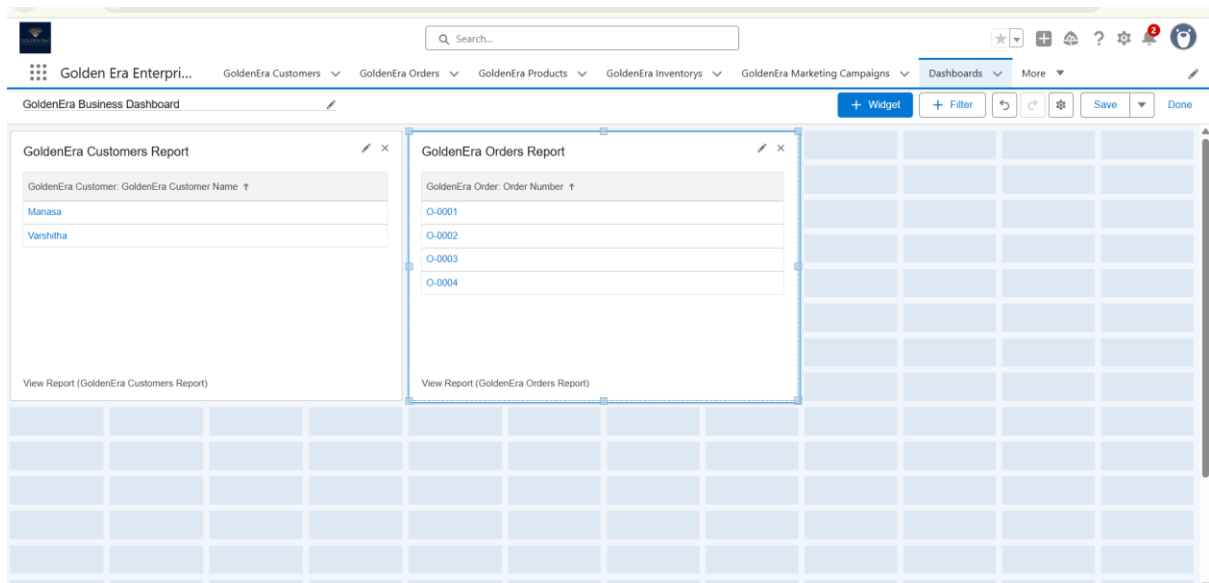 Search...
2
Golden Era Enterpri... GoldenEra Customers GoldenEra Orders GoldenEra Products GoldenEra Inventorys GoldenEra Marketing Campaigns Dashboards More
GoldenEra Business Dashboard + Widget + Filter Save Done
GoldenEra Customers Report
GoldenEra Customer: GoldenEra Customer Name ↑
Manasa
Varshitha
View Report (GoldenEra Customers Report)
GoldenEra Orders Report
GoldenEra Order: Order Number ↑
O-0001
O-0002
O-0003
O-0004
View Report (GoldenEra Orders Report)